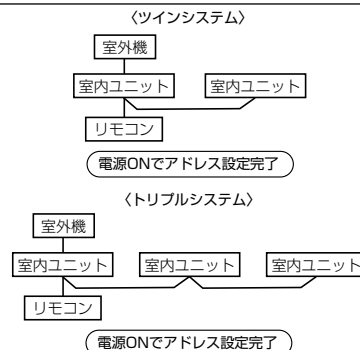 〈ツインシステム〉
室外機
室内ユニット 室内ユニット
リモコン
電源ONでアドレス設定完了
〈トリプルシステム〉
室外機
室内ユニット 室内ユニット 室内ユニット
リモコン
電源ONでアドレス設定完了